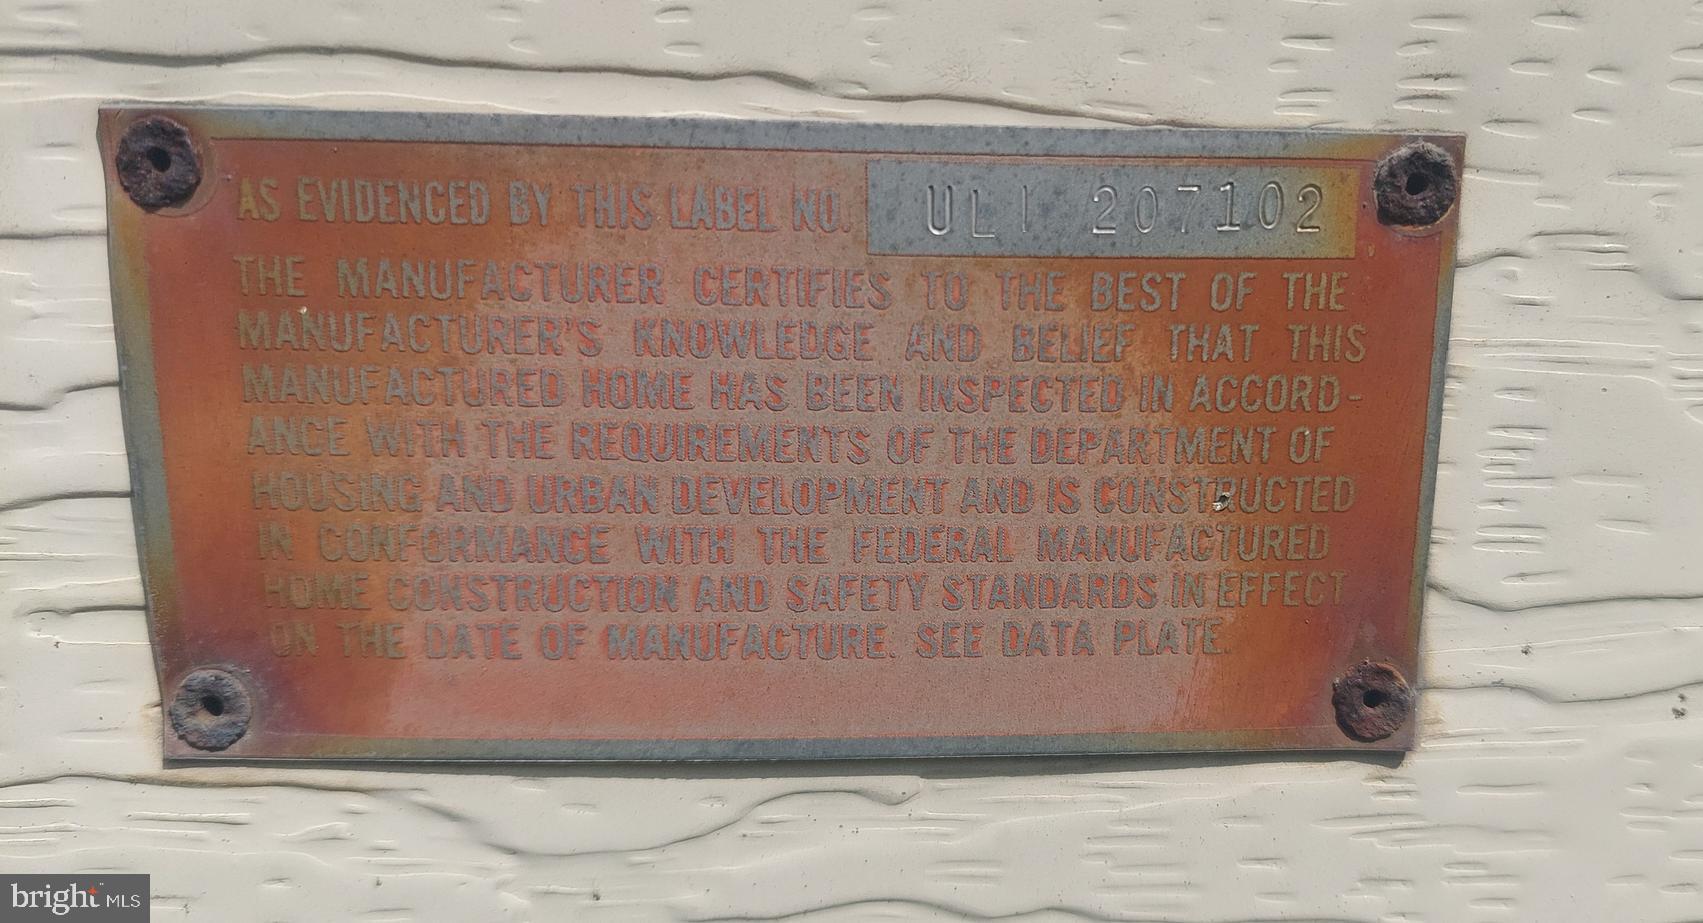 AS EVIDENCED BY THIS LABEL NO. ULI 207102
THE MANUFACTURER CERTIFIES TO THE BEST OF THE
MANUFACTURER'S KNOWLEDGE AND BELIEF THAT THIS
MANUFACTURED HOME HAS BEEN INSPECTED IN ACCORD-
ANCE WITH THE REQUIREMENTS OF THE DEPARTMENT OF
HOUSING AND URBAN DEVELOPMENT AND IS CONSTRUCTED
IN CONFORMANCE WITH THE FEDERAL MANUFACTURED
HOME CONSTRUCTION AND SAFETY STANDARDS IN EFFECT
ON THE DATE OF MANUFACTURE. SEE DATA PLATE.
bright MLS